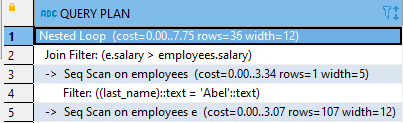 ABC QUERY PLAN
1 Nested Loop (cost=0.00..7.75 rows=36 width=12)
2 Join Filter: (e.salary > employees.salary)
3 -> Seq Scan on employees (cost=0.00..3.34 rows=1 width=5)
4 Filter: ((last_name)::text = 'Abel'::text)
5 -> Seq Scan on employees e (cost=0.00..3.07 rows=107 width=12)